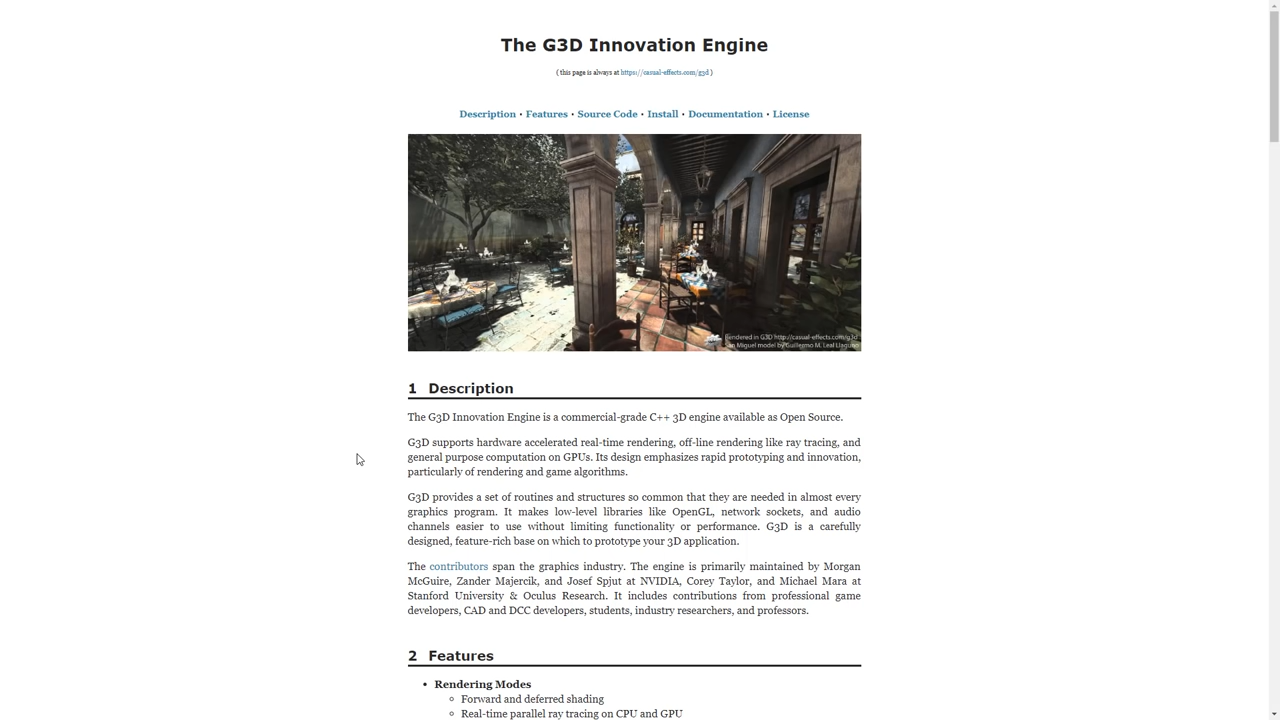 The G3D Innovation Engine
( this page is always at https://casual-effects.com/g3d )
Description • Features • Source Code • Install • Documentation • License
Rendered in G3D http://casual-effects.com/g3d
San Miguel model by Guillermo M. Leal Llaguno
1 Description
The G3D Innovation Engine is a commercial-grade C++ 3D engine available as Open Source.
G3D supports hardware accelerated real-time rendering, off-line rendering like ray tracing, and
general purpose computation on GPUs. Its design emphasizes rapid prototyping and innovation,
particularly of rendering and game algorithms.
G3D provides a set of routines and structures so common that they are needed in almost every
graphics program. It makes low-level libraries like OpenGL, network sockets, and audio
channels easier to use without limiting functionality or performance. G3D is a carefully
designed, feature-rich base on which to prototype your 3D application.
The contributors span the graphics industry. The engine is primarily maintained by Morgan
McGuire, Zander Majercik, and Josef Spjut at NVIDIA, Corey Taylor, and Michael Mara at
Stanford University & Oculus Research. It includes contributions from professional game
developers, CAD and DCC developers, students, industry researchers, and professors.
2 Features
• Rendering Modes
◦ Forward and deferred shading
◦ Real-time parallel ray tracing on CPU and GPU